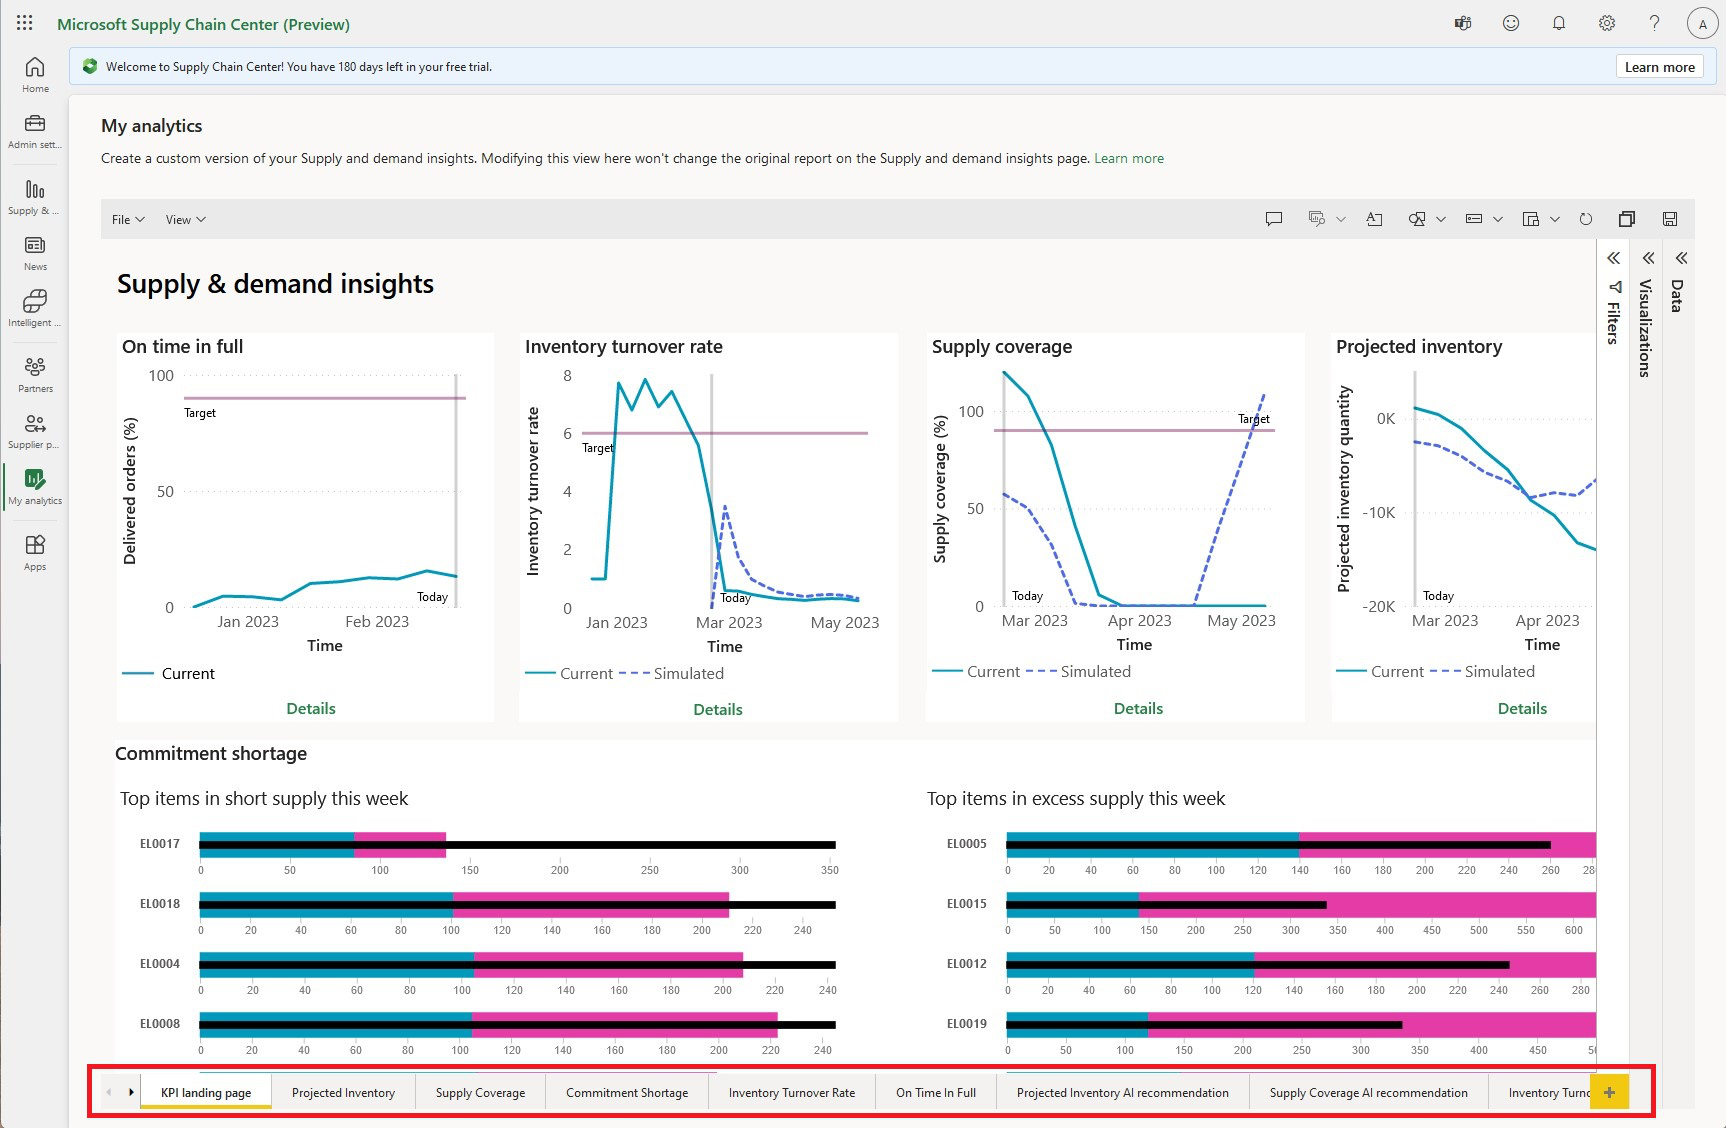 Microsoft Supply Chain Center (Preview)
A
Home
Admin sett...
Supply & ...
News
Intelligent ...
Partners
Supplier p...
My analytics
Apps
Welcome to Supply Chain Center! You have 180 days left in your free trial.
Learn more
My analytics
Create a custom version of your Supply and demand insights. Modifying this view here won't change the original report on the Supply and demand insights page. Learn more
File View
Supply & demand insights
Filters
Visualizations
Data
On time in full
100
50
0
Delivered orders (%)
Target
Today
Jan 2023 Feb 2023
Time
Current
Details
Inventory turnover rate
8
6
4
2
0
Inventory turnover rate
Target
Today
Jan 2023 Mar 2023 May 2023
Time
Current Simulated
Details
Supply coverage
100
50
0
Supply coverage (%)
Target
Today
Mar 2023 Apr 2023 May 2023
Time
Current Simulated
Details
Projected inventory
0K
-10K
-20K
Projected inventory quantity
Today
Mar 2023 Apr 2023
Time
Current Simulated
Details
Commitment shortage
Top items in short supply this week
EL0017
0 50 100 150 200 250 300 350
EL0018
0 20 40 60 80 100 120 140 160 180 200 220 240
EL0004
0 20 40 60 80 100 120 140 160 180 200 220 240
EL0008
0 20 40 60 80 100 120 140 160 180 200 220 240
Top items in excess supply this week
EL0005
0 20 40 60 80 100 120 140 160 180 200 220 240 260 28
EL0015
0 50 100 150 200 250 300 350 400 450 500 550 600
EL0012
0 20 40 60 80 100 120 140 160 180 200 220 240 260 280
EL0019
0 50 100 150 200 250 300 350 400 450
KPI landing page Projected Inventory Supply Coverage Commitment Shortage Inventory Turnover Rate On Time In Full Projected Inventory AI recommendation Supply Coverage AI recommendation Inventory Turno